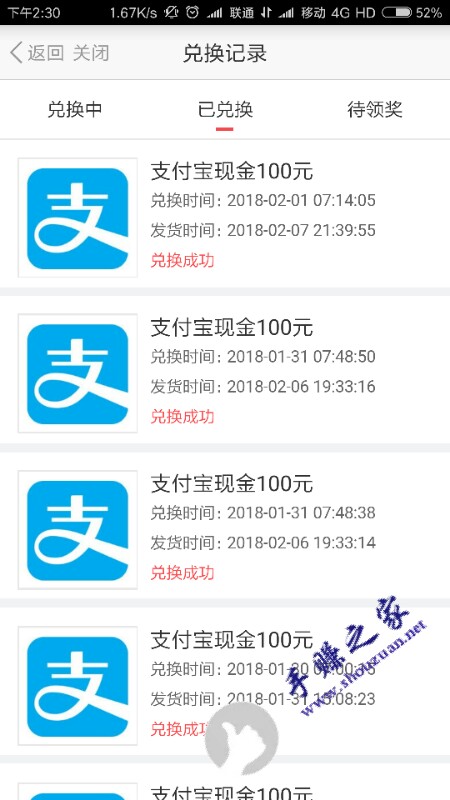 下午2:30 1.67K/s 联通 移动 4G HD 52%
返回 关闭 兑换记录
兑换中 已兑换 待领奖
支付宝现金100元
兑换时间：2018-02-01 07:14:05
发货时间：2018-02-07 21:39:55
兑换成功
支付宝现金100元
兑换时间：2018-01-31 07:48:50
发货时间：2018-02-06 19:33:16
兑换成功
支付宝现金100元
兑换时间：2018-01-31 07:48:38
发货时间：2018-02-06 19:33:14
兑换成功
支付宝现金100元
兑换时间：2018-01-30
发货时间：2018-01-31 15:08:23
兑换成功
手赚之家
www.shouzuan.net
支付宝现金100元